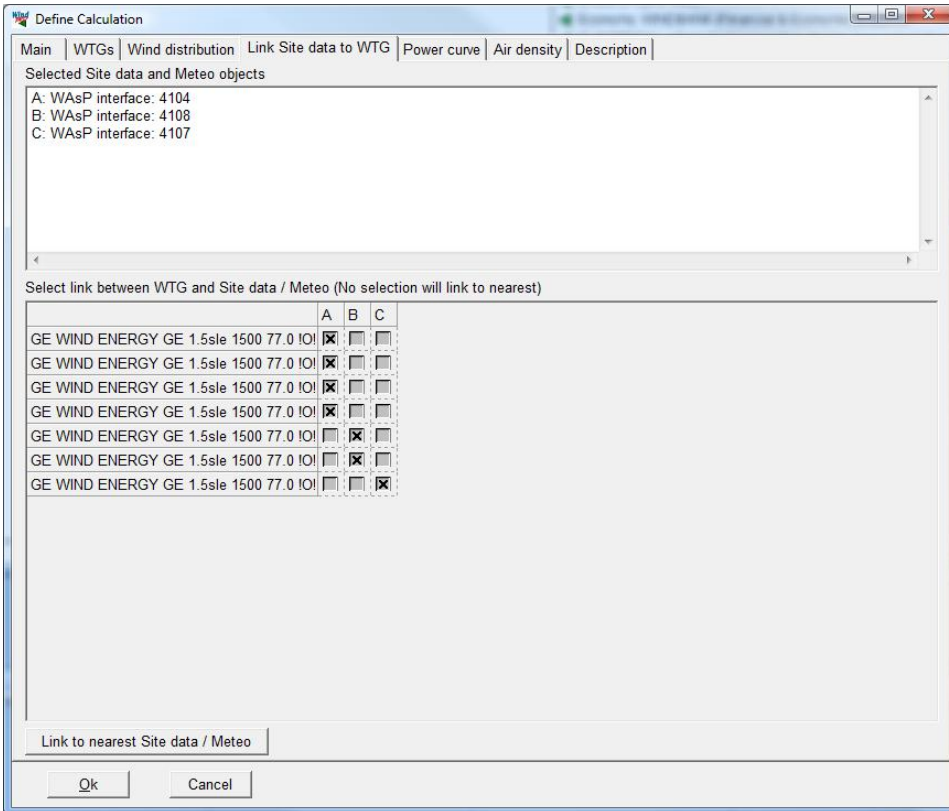 Define Calculation
Main WTGs Wind distribution Link Site data to WTG Power curve Air density Description
Selected Site data and Meteo objects
A: WAsP interface: 4104
B: WAsP interface: 4108
C: WAsP interface: 4107
Select link between WTG and Site data / Meteo (No selection will link to nearest)
A B C
GE WIND ENERGY GE 1.5sle 1500 77.0 !O!
GE WIND ENERGY GE 1.5sle 1500 77.0 !O!
GE WIND ENERGY GE 1.5sle 1500 77.0 !O!
GE WIND ENERGY GE 1.5sle 1500 77.0 !O!
GE WIND ENERGY GE 1.5sle 1500 77.0 !O!
GE WIND ENERGY GE 1.5sle 1500 77.0 !O!
GE WIND ENERGY GE 1.5sle 1500 77.0 !O!
Link to nearest Site data / Meteo
Ok Cancel